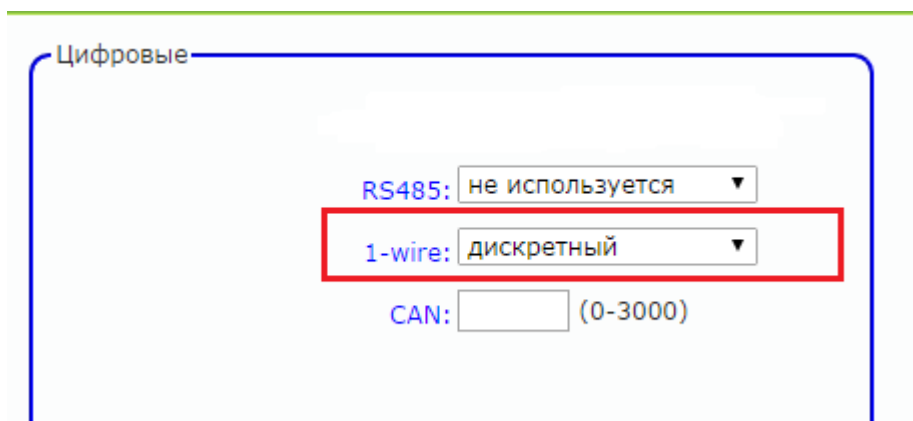 Цифровые
RS485: не используется
1-wire: дискретный
CAN: (0-3000)